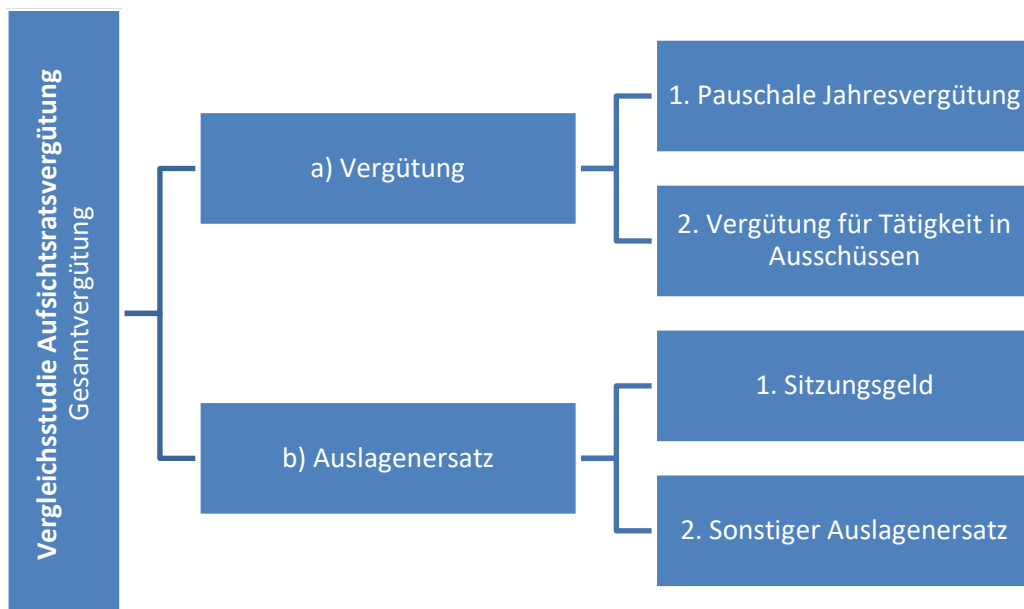 Vergleichsstudie Aufsichtsratsvergütung
Gesamtvergütung
a) Vergütung
1. Pauschale Jahresvergütung
2. Vergütung für Tätigkeit in
Ausschüssen
b) Auslagenersatz
1. Sitzungsgeld
2. Sonstiger Auslagenersatz